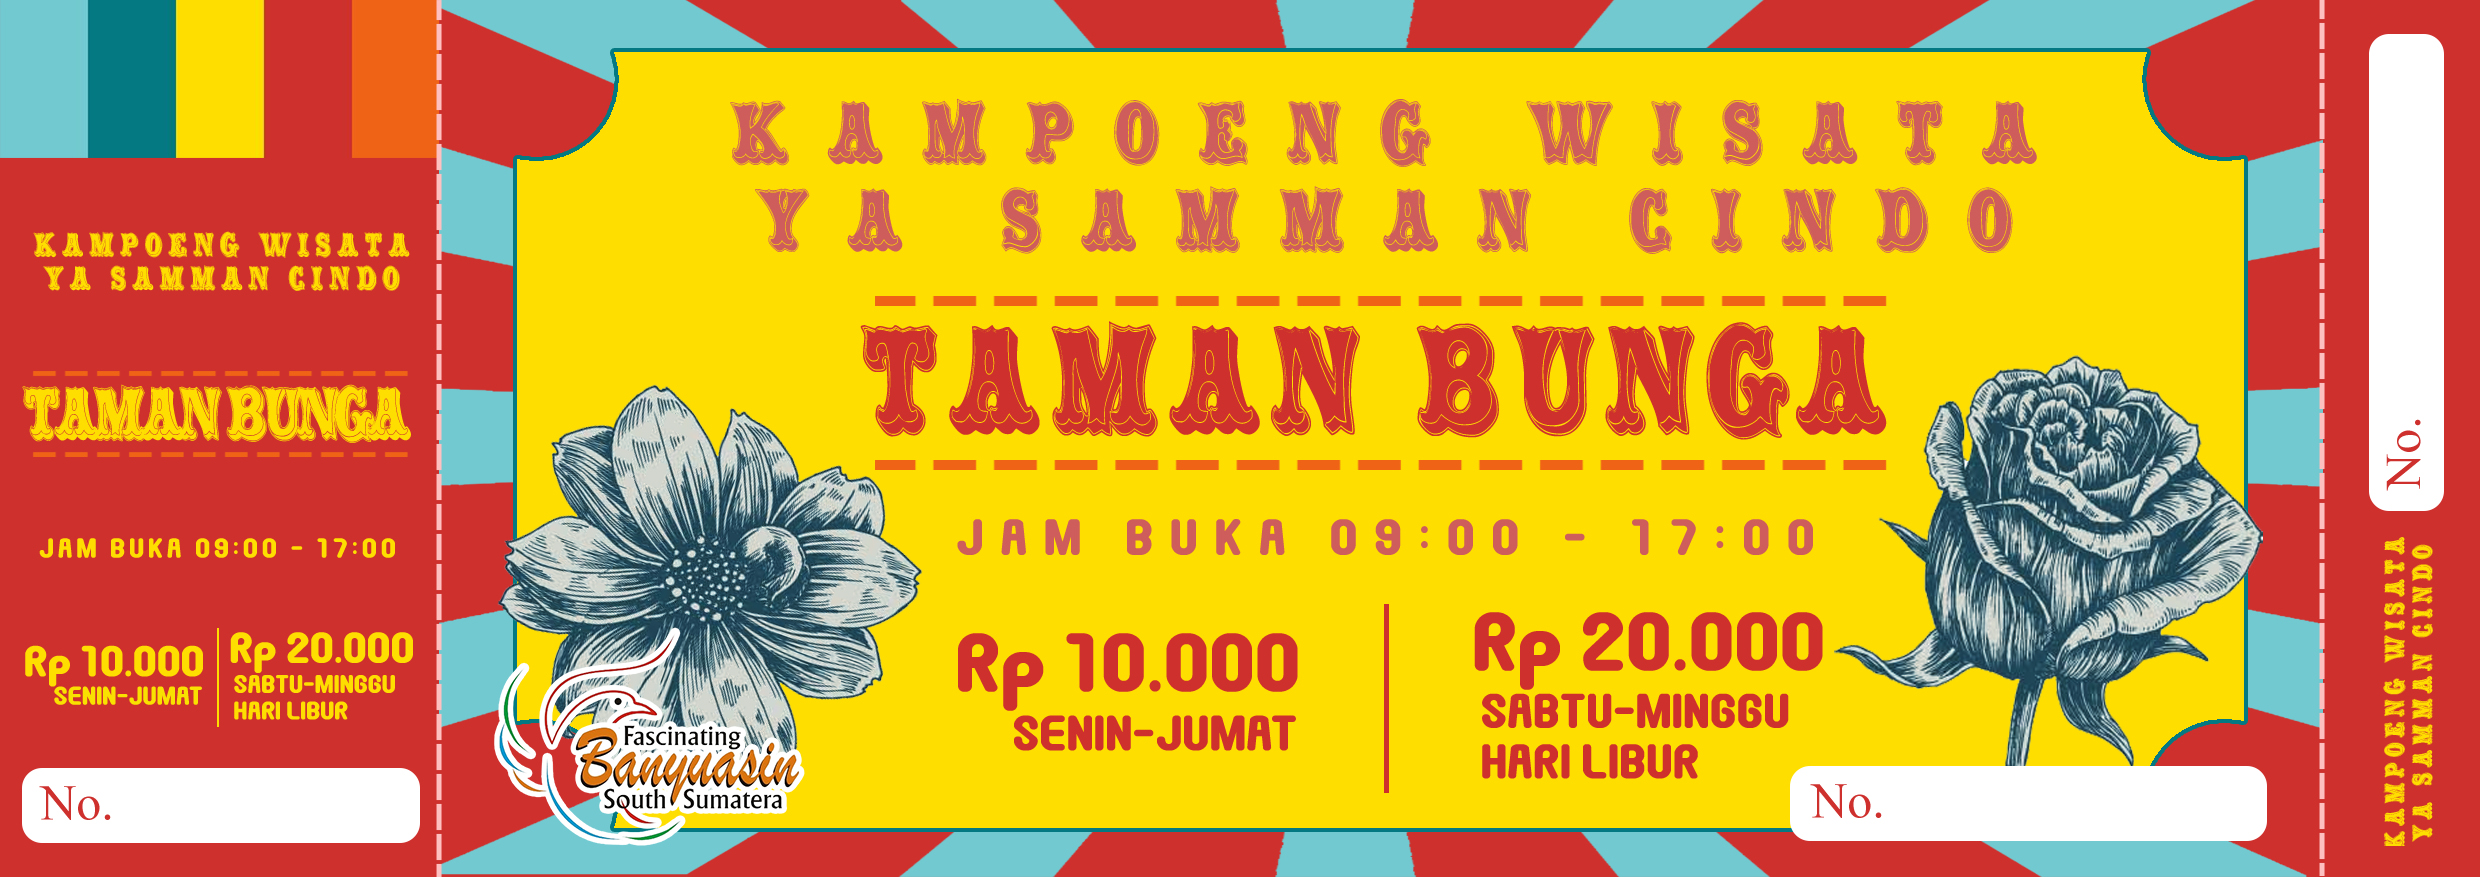 KAMPOENG WISATA
YA SAMMAN CINDO
TAMAN BUNGA
JAM BUKA 09:00 - 17:00
Rp 10.000
SENIN-JUMAT
Rp 20.000
SABTU-MINGGU
HARI LIBUR
No.
KAMPOENG WISATA
YA SAMMAN CINDO
TAMAN BUNGA
JAM BUKA 09:00 - 17:00
Rp 10.000
SENIN-JUMAT
Rp 20.000
SABTU-MINGGU
HARI LIBUR
Fascinating
Banyuasin
South Sumatera
No.
No.
KAMPOENG WISATA
YA SAMMAN CINDO